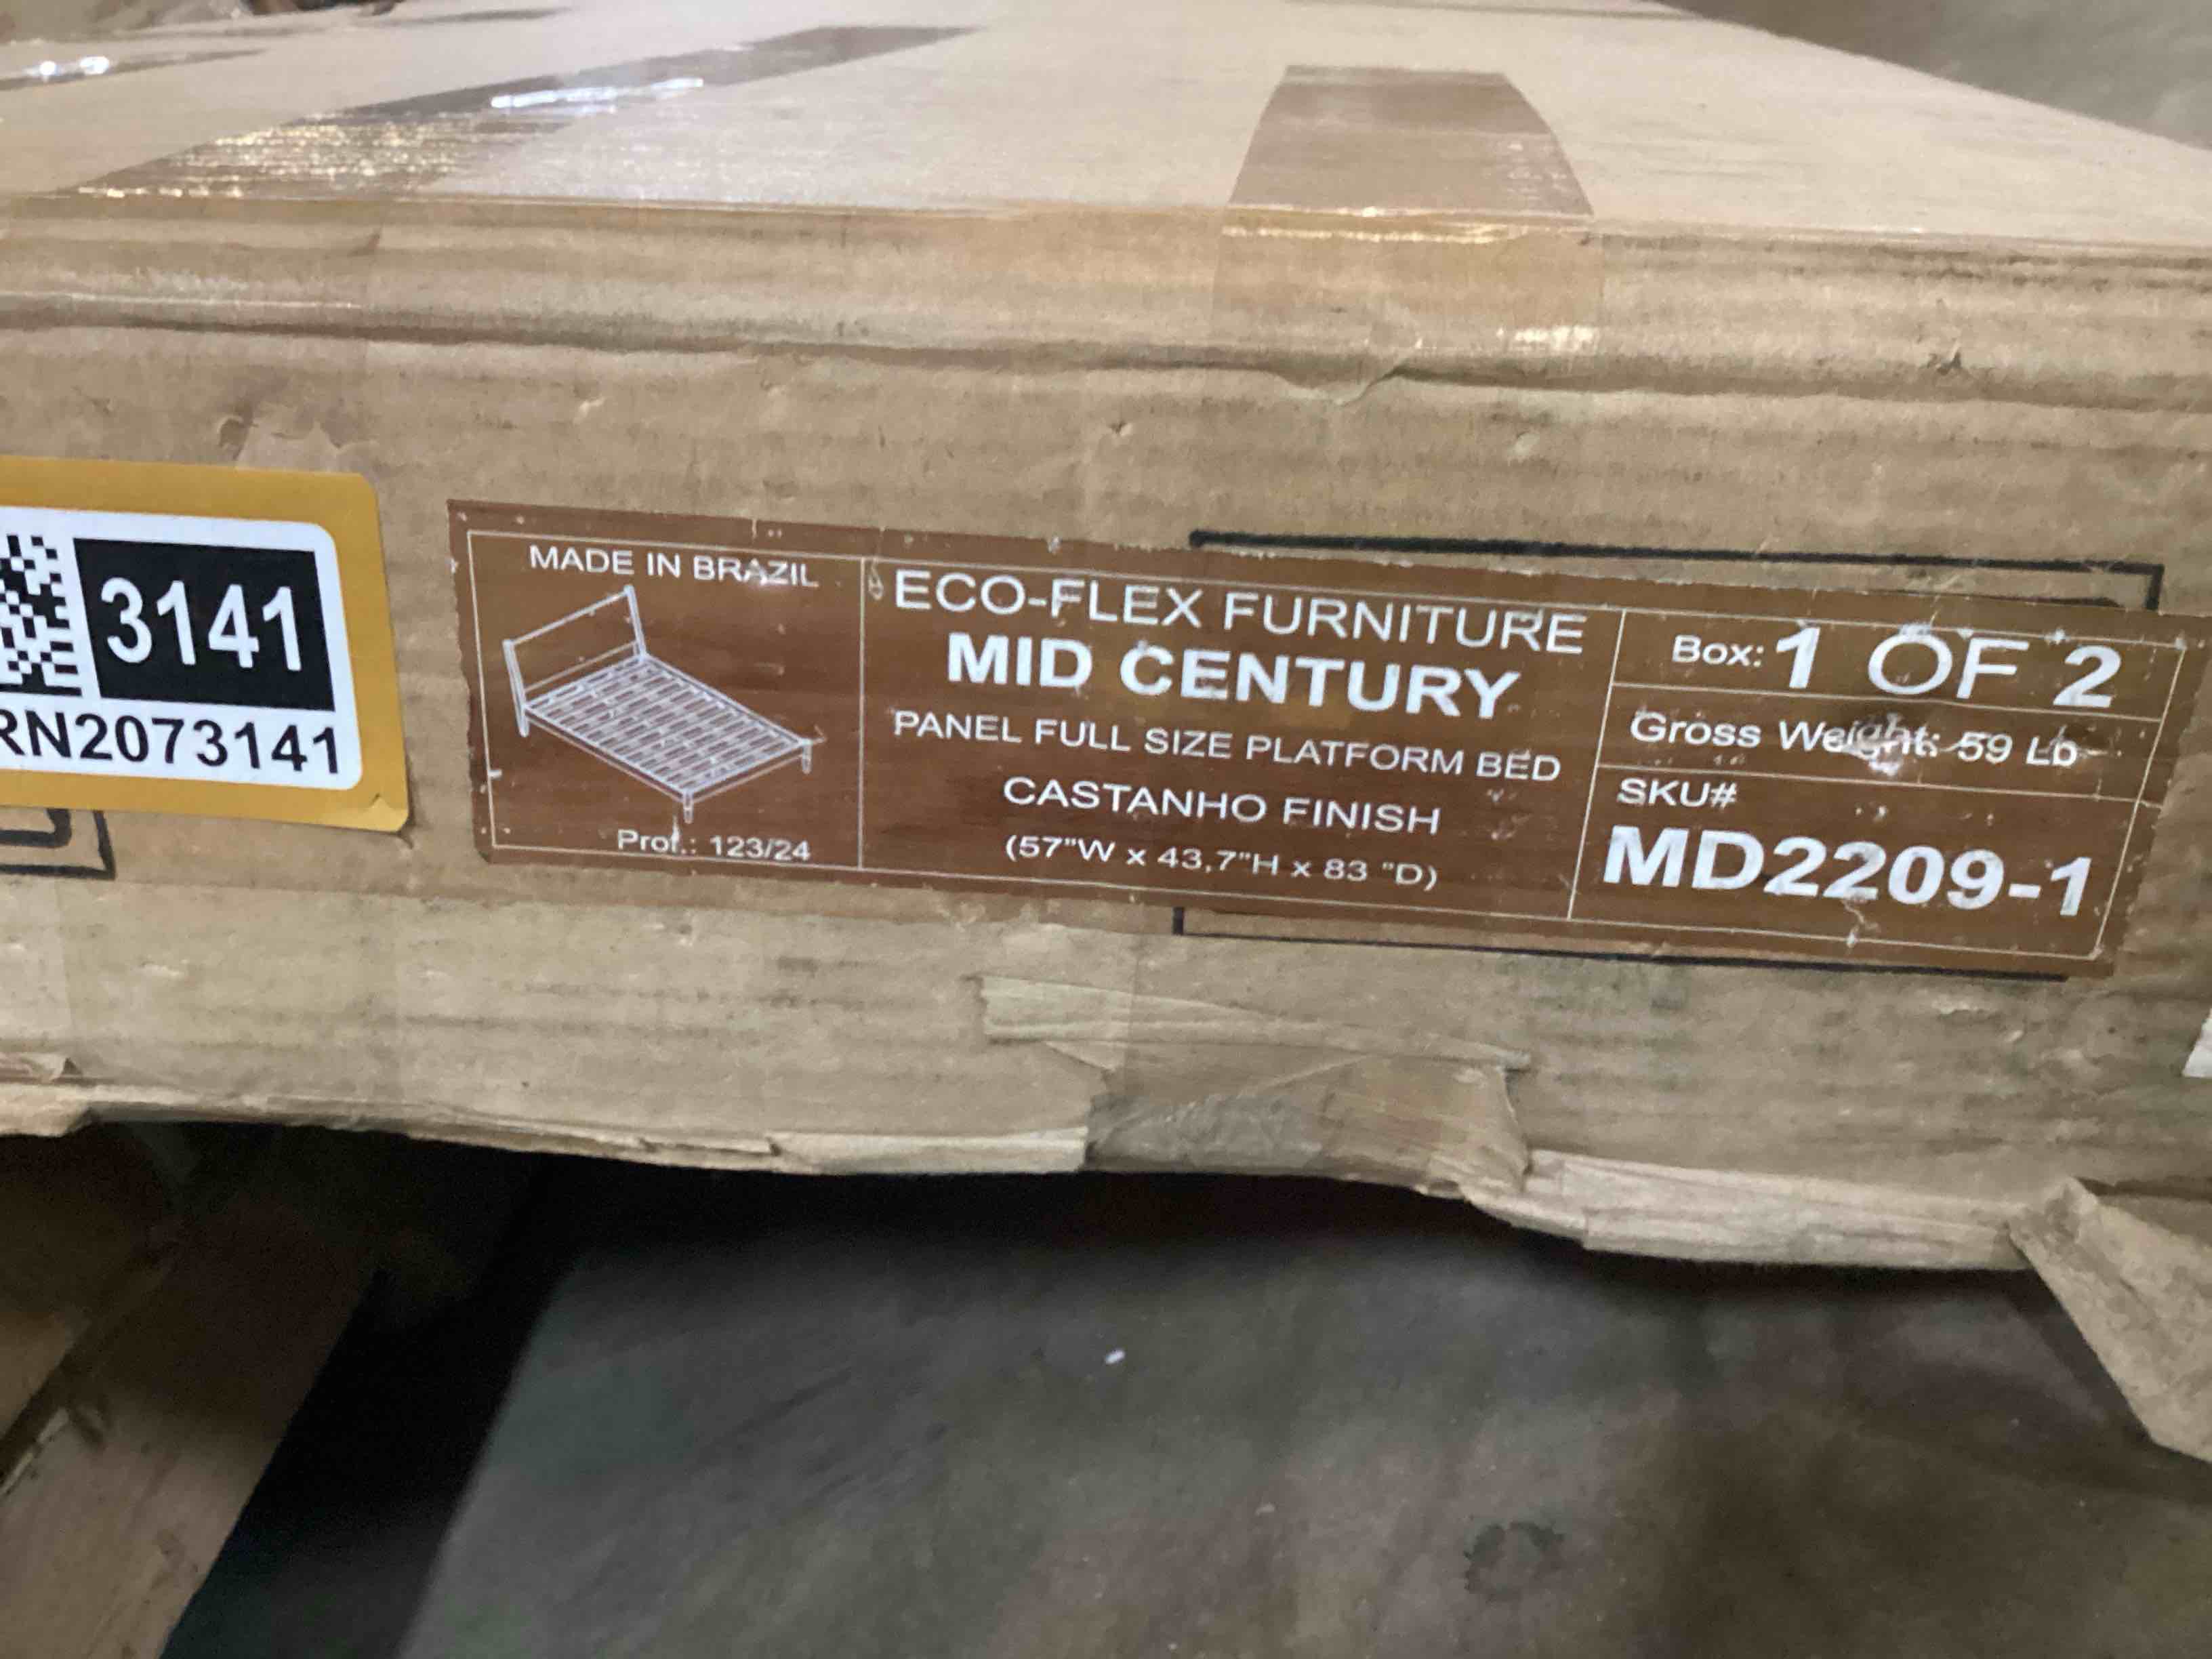 3141
RN2073141
MADE IN BRAZIL
Prof.: 123/24
ECO-FLEX FURNITURE
MID CENTURY
PANEL FULL SIZE PLATFORM BED
CASTANHO FINISH
(57"W x 43,7"H x 83 "D)
Box: 1 OF 2
Gross Weight: 59 Lb
SKU#
MD2209-1